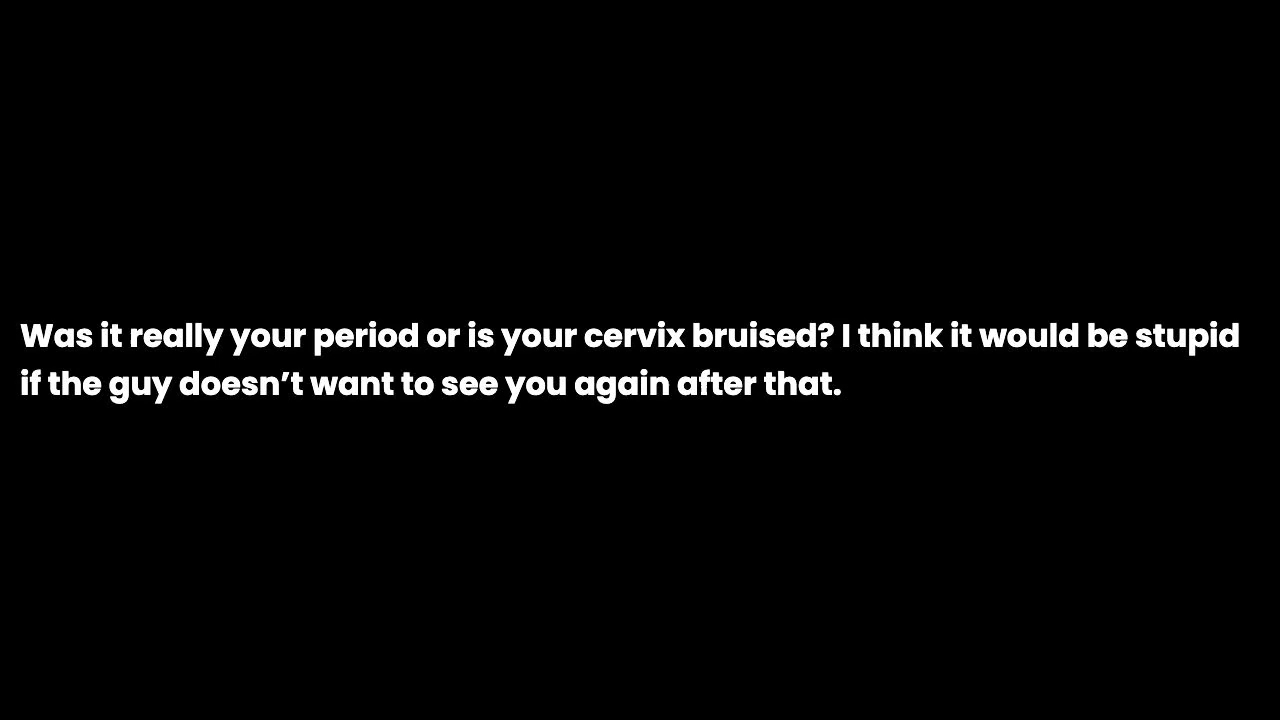 Was it really your period or is your cervix bruised? I think it would be stupid
if the guy doesn’t want to see you again after that.